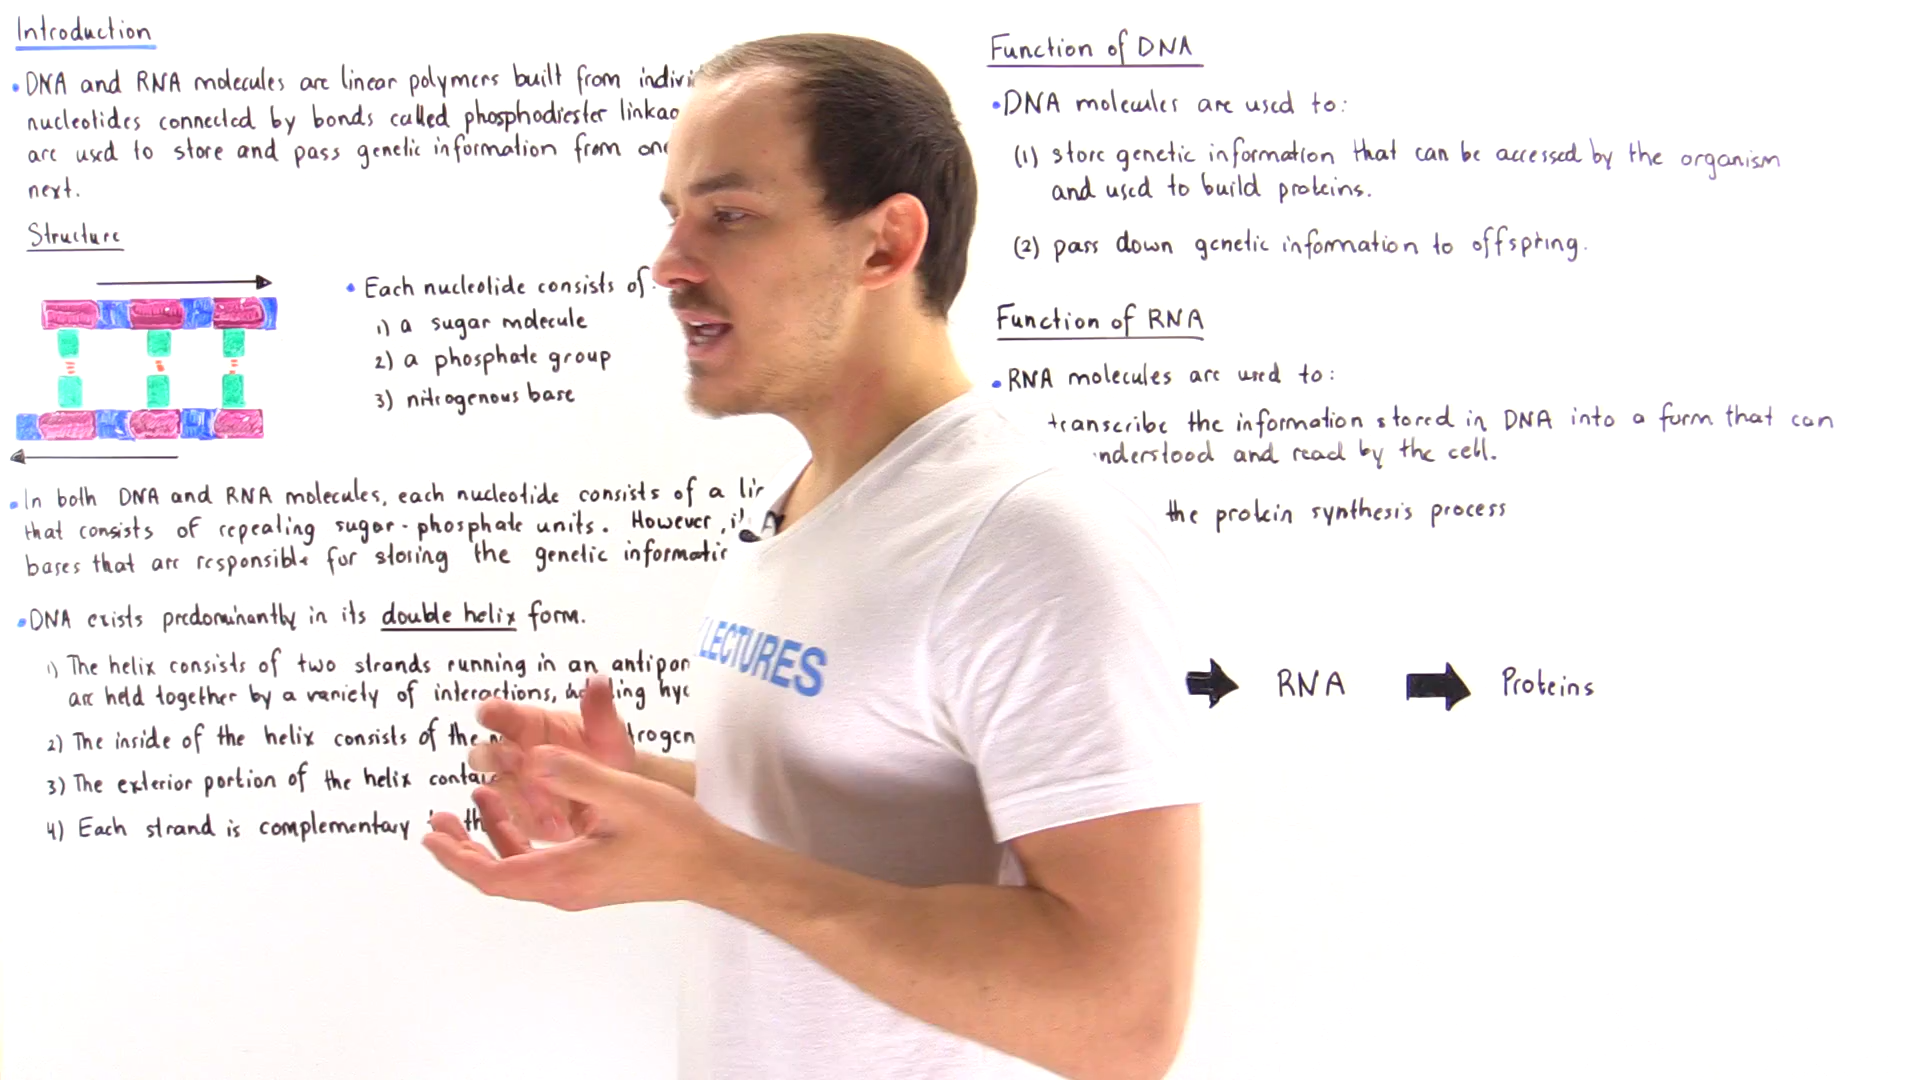 Introduction
• DNA and RNA molecules are linear polymers built from
nucleotides connected by bonds called phosphodiester
are used to store and pass genetic information from
next.
Structure
• Each nucleotide consists of:
1) a sugar molecule
2) a phosphate group
3) nitrogenous base
• In both DNA and RNA molecules, each nucleotide consists of a
that consists of repeating sugar-phosphate units. However,
bases that are responsible for storing the genetic
• DNA exists predominantly in its double helix form.
1) The helix consists of two strands running in an
are held together by a variety of interactions,
2) The inside of the helix consists of the
3) The exterior portion of the helix
4) Each strand is complementary
LECTURES
Function of DNA
• DNA molecules are used to:
(1) store genetic information that can be accessed by the organism
and used to build proteins.
(2) pass down genetic information to offspring.
Function of RNA
• RNA molecules are used to:
transcribe the information stored in DNA into a form that can
and read by the cell.
the protein synthesis process
RNA
Proteins